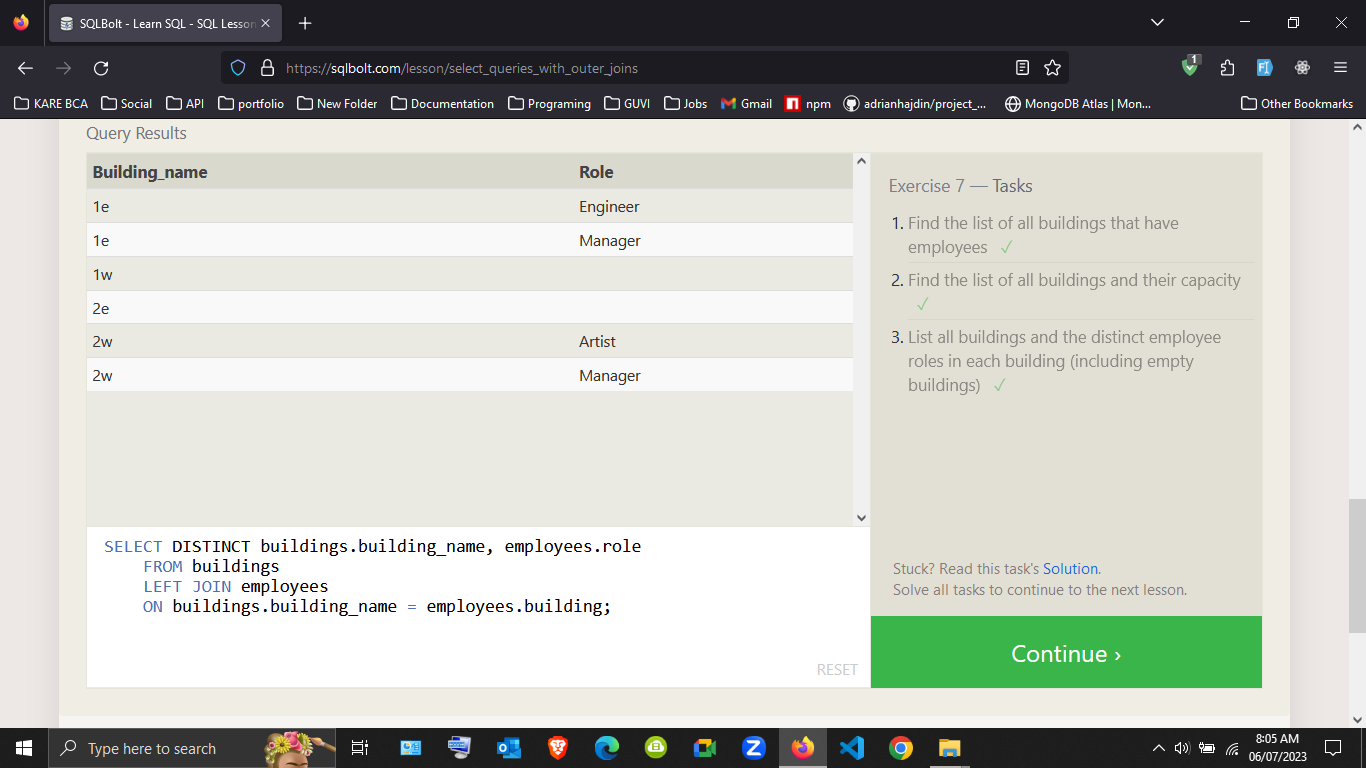 SQLBolt - Learn SQL - SQL Lesson
https://sqlbolt.com/lesson/select_queries_with_outer_joins
1
KARE BCA
Social
API
portfolio
New Folder
Documentation
Programing
GUVI
Jobs
Gmail
npm
adrianhajdin/project_...
MongoDB Atlas | Mon...
Other Bookmarks
Query Results
Building_name Role
1e Engineer
1e Manager
1w
2e
2w Artist
2w Manager
SELECT DISTINCT buildings.building_name, employees.role
FROM buildings
LEFT JOIN employees
ON buildings.building_name = employees.building;
RESET
Exercise 7 — Tasks
1. Find the list of all buildings that have
employees ✓
2. Find the list of all buildings and their capacity
✓
3. List all buildings and the distinct employee
roles in each building (including empty
buildings) ✓
Stuck? Read this task's Solution.
Solve all tasks to continue to the next lesson.
Continue ›
Type here to search
8:05 AM
06/07/2023